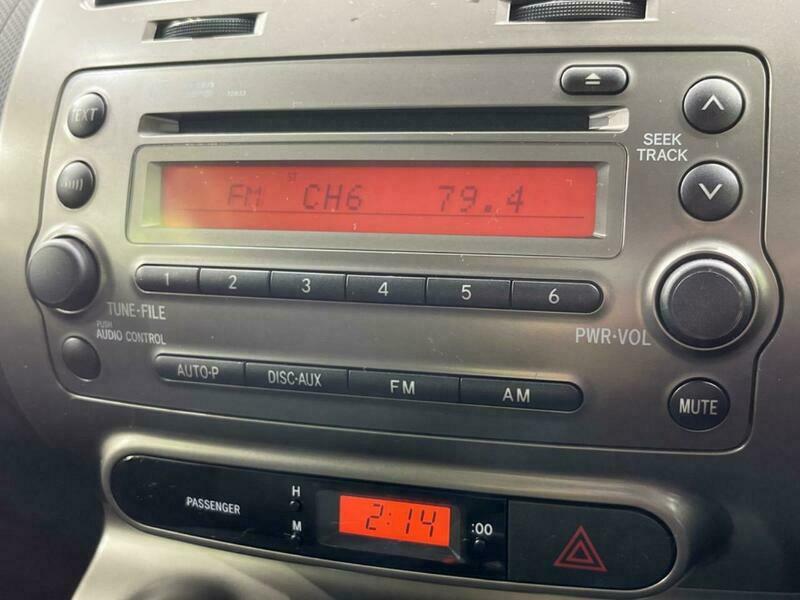 TEXT
SEEK
TRACK
ST
FM CH6 79.4
1 2 3 4 5 6
TUNE·FILE
PUSH
AUDIO CONTROL
PWR·VOL
AUTO·P DISC·AUX FM AM
MUTE
PASSENGER
H
M
2:14
:00